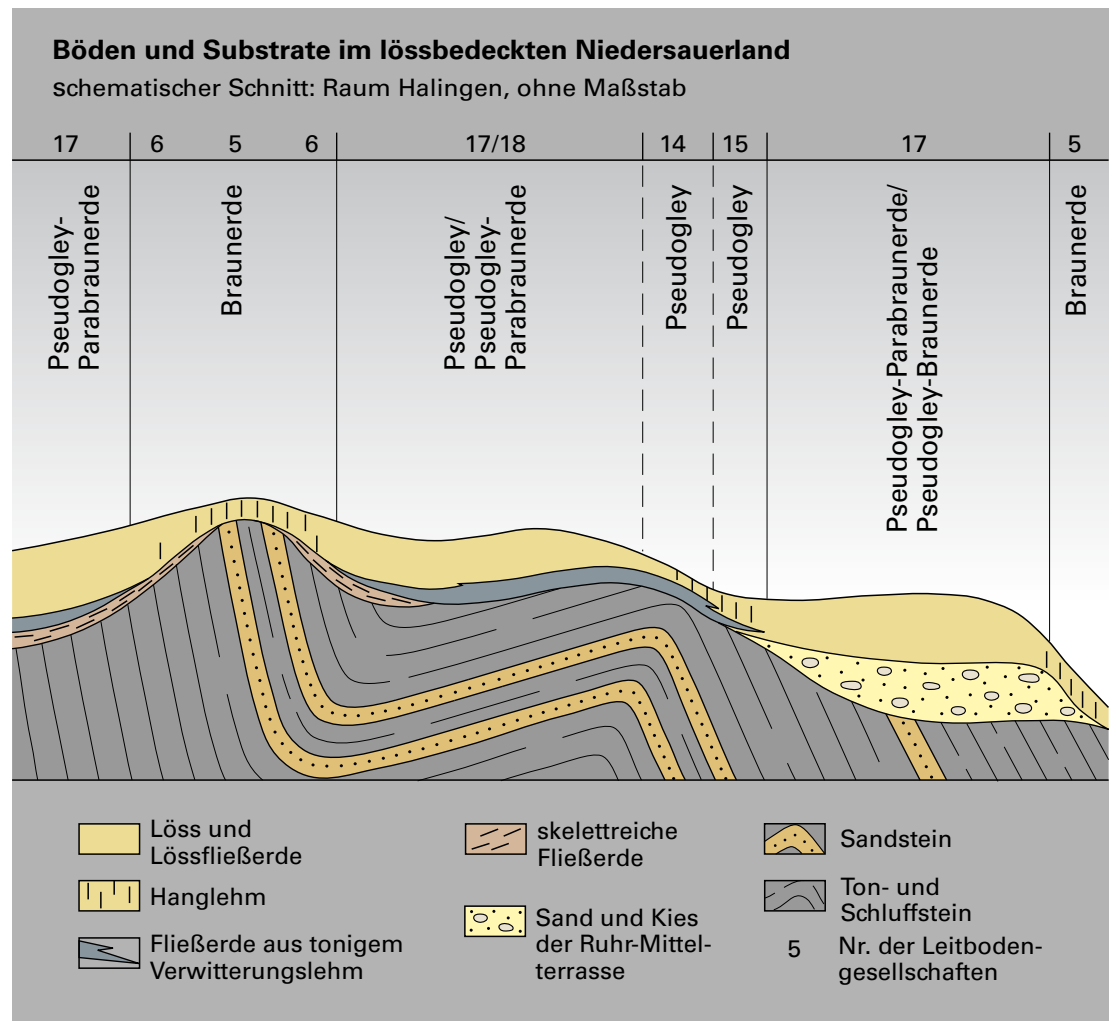 Böden und Substrate im lössbedeckten Niedersauerland
schematischer Schnitt: Raum Halingen, ohne Maßstab
17 6 5 6 17/18 14 15 17 5
Pseudogley-
Parabraunerde
Braunerde
Pseudogley/
Pseudogley-
Parabraunerde
Pseudogley
Pseudogley
Pseudogley-Parabraunerde/
Pseudogley-Braunerde
Braunerde
Löss und
Lössfließerde
Hanglehm
Fließerde aus tonigem
Verwitterungslehm
skelettreiche
Fließerde
Sand und Kies
der Ruhr-Mittel-
terrasse
Sandstein
Ton- und
Schluffstein
5 Nr. der Leitboden-
gesellschaften